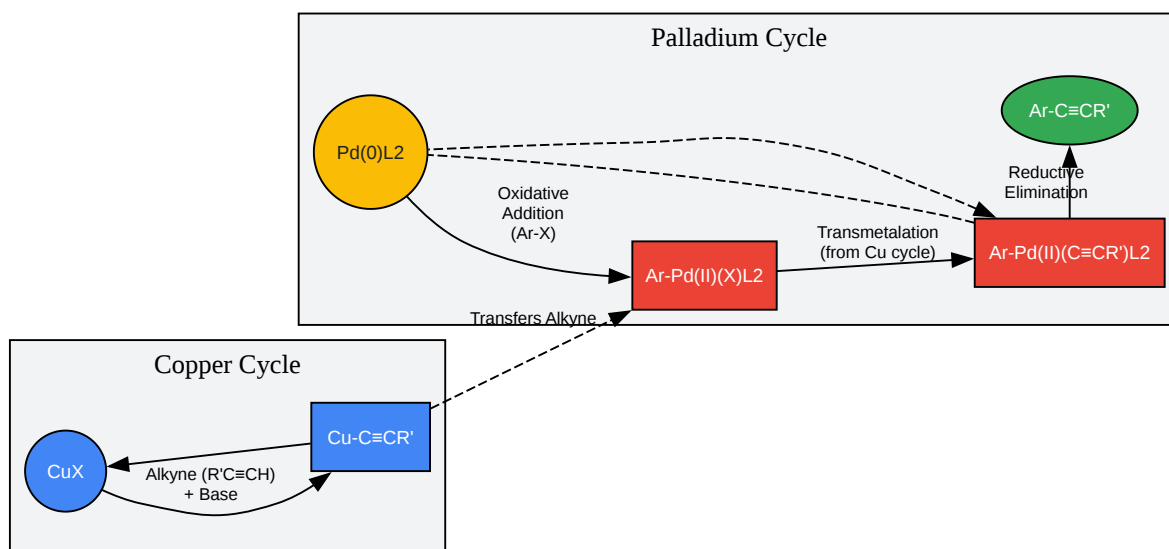 Palladium Cycle
Pd(0)L2
Ar-C≡CR'
Oxidative
Addition
(Ar-X)
Reductive
Elimination
Transmetalation
(from Cu cycle)
Ar-Pd(II)(X)L2
Ar-Pd(II)(C≡CR')L2
Transfers Alkyne
Copper Cycle
CuX
Cu-C≡CR'
Alkyne (R'C≡CH)
+ Base